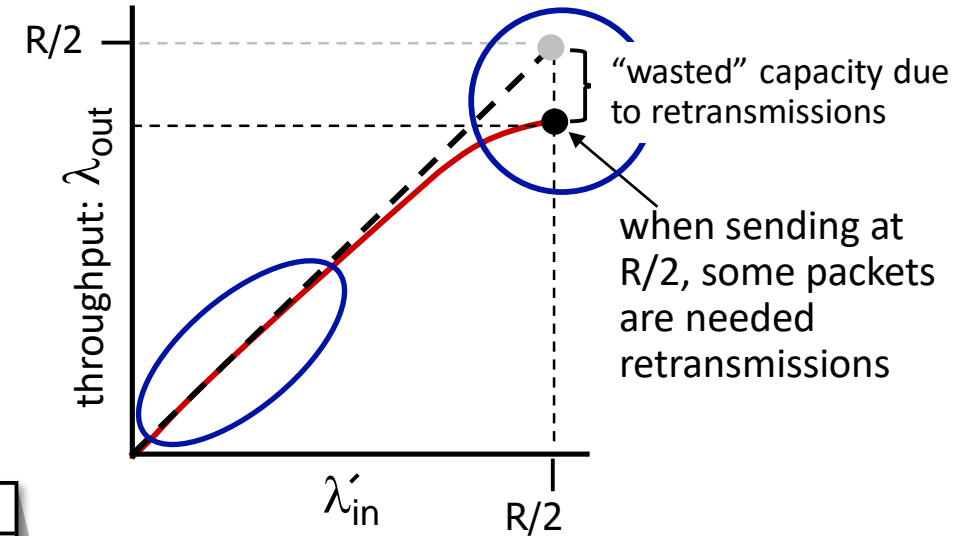 R/2
“wasted” capacity due
to retransmissions
throughput: λout
when sending at
R/2, some packets
are needed
retransmissions
λ′in
R/2